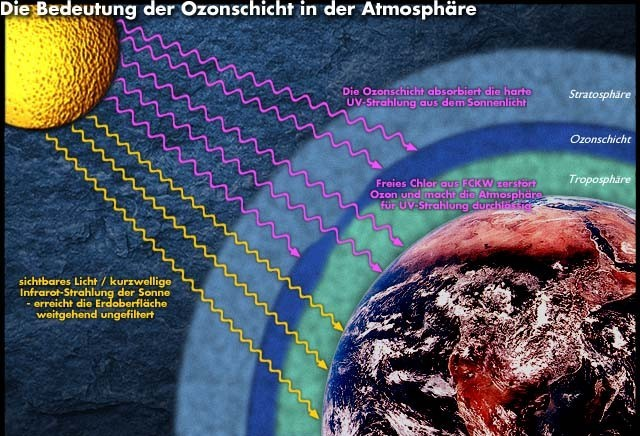 Die Bedeutung der Ozonschicht in der Atmosphäre
Die Ozonschicht absorbiert die harte
UV-Strahlung aus dem Sonnenlicht
Stratosphäre
Ozonschicht
Troposphäre
Freies Chlor aus FCKW zerstört
Ozon und macht die Atmosphäre
für UV-Strahlung durchlässig
sichtbares Licht / kurzwellige
Infrarot-Strahlung der Sonne
- erreicht die Erdoberfläche
weitgehend ungefiltert